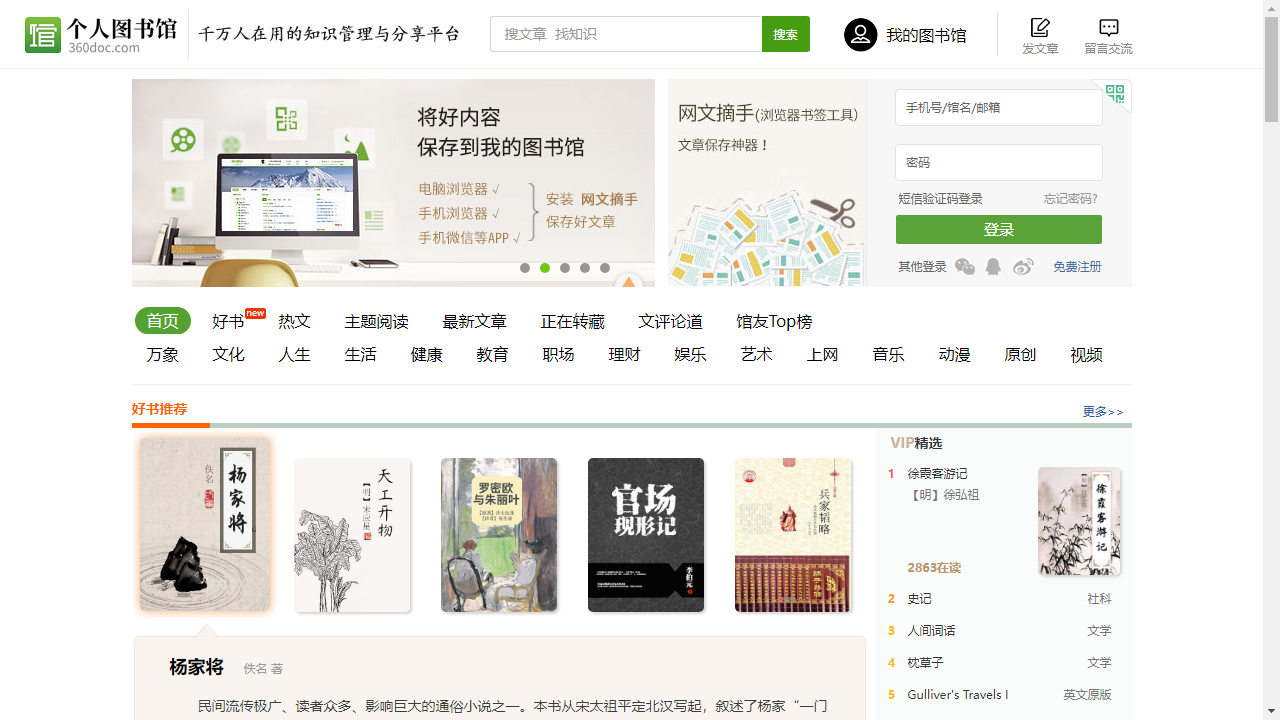 个人图书馆
360doc.com
千万人在用的知识管理与分享平台
搜文章 找知识
搜索
我的图书馆
发文章
留言交流
将好内容
保存到我的图书馆
电脑浏览器 √
手机浏览器 √
手机微信等APP √
安装 网文摘手
保存好文章
网文摘手(浏览器书签工具)
文章保存神器！
手机号/馆名/邮箱
密码
短信验证码登录
忘记密码?
登录
其他登录
免费注册
首页
好书
new
热文
主题阅读
最新文章
正在转藏
文评论道
馆友Top榜
万象
文化
人生
生活
健康
教育
职场
理财
娱乐
艺术
上网
音乐
动漫
原创
视频
好书推荐
更多>>
杨家将
佚名
天工开物
【明】宋应星
罗密欧
与朱丽叶
官场
现形记
李伯元
兵家韬略
VIP精选
1 徐霞客游记
【明】徐弘祖
2863在读
徐霞客游记
2 史记 社科
3 人间词话 文学
4 枕草子 文学
5 Gulliver's Travels I 英文原版
杨家将 佚名 著
民间流传极广、读者众多、影响巨大的通俗小说之一。本书从宋太祖平定北汉写起，叙述了杨家“一门